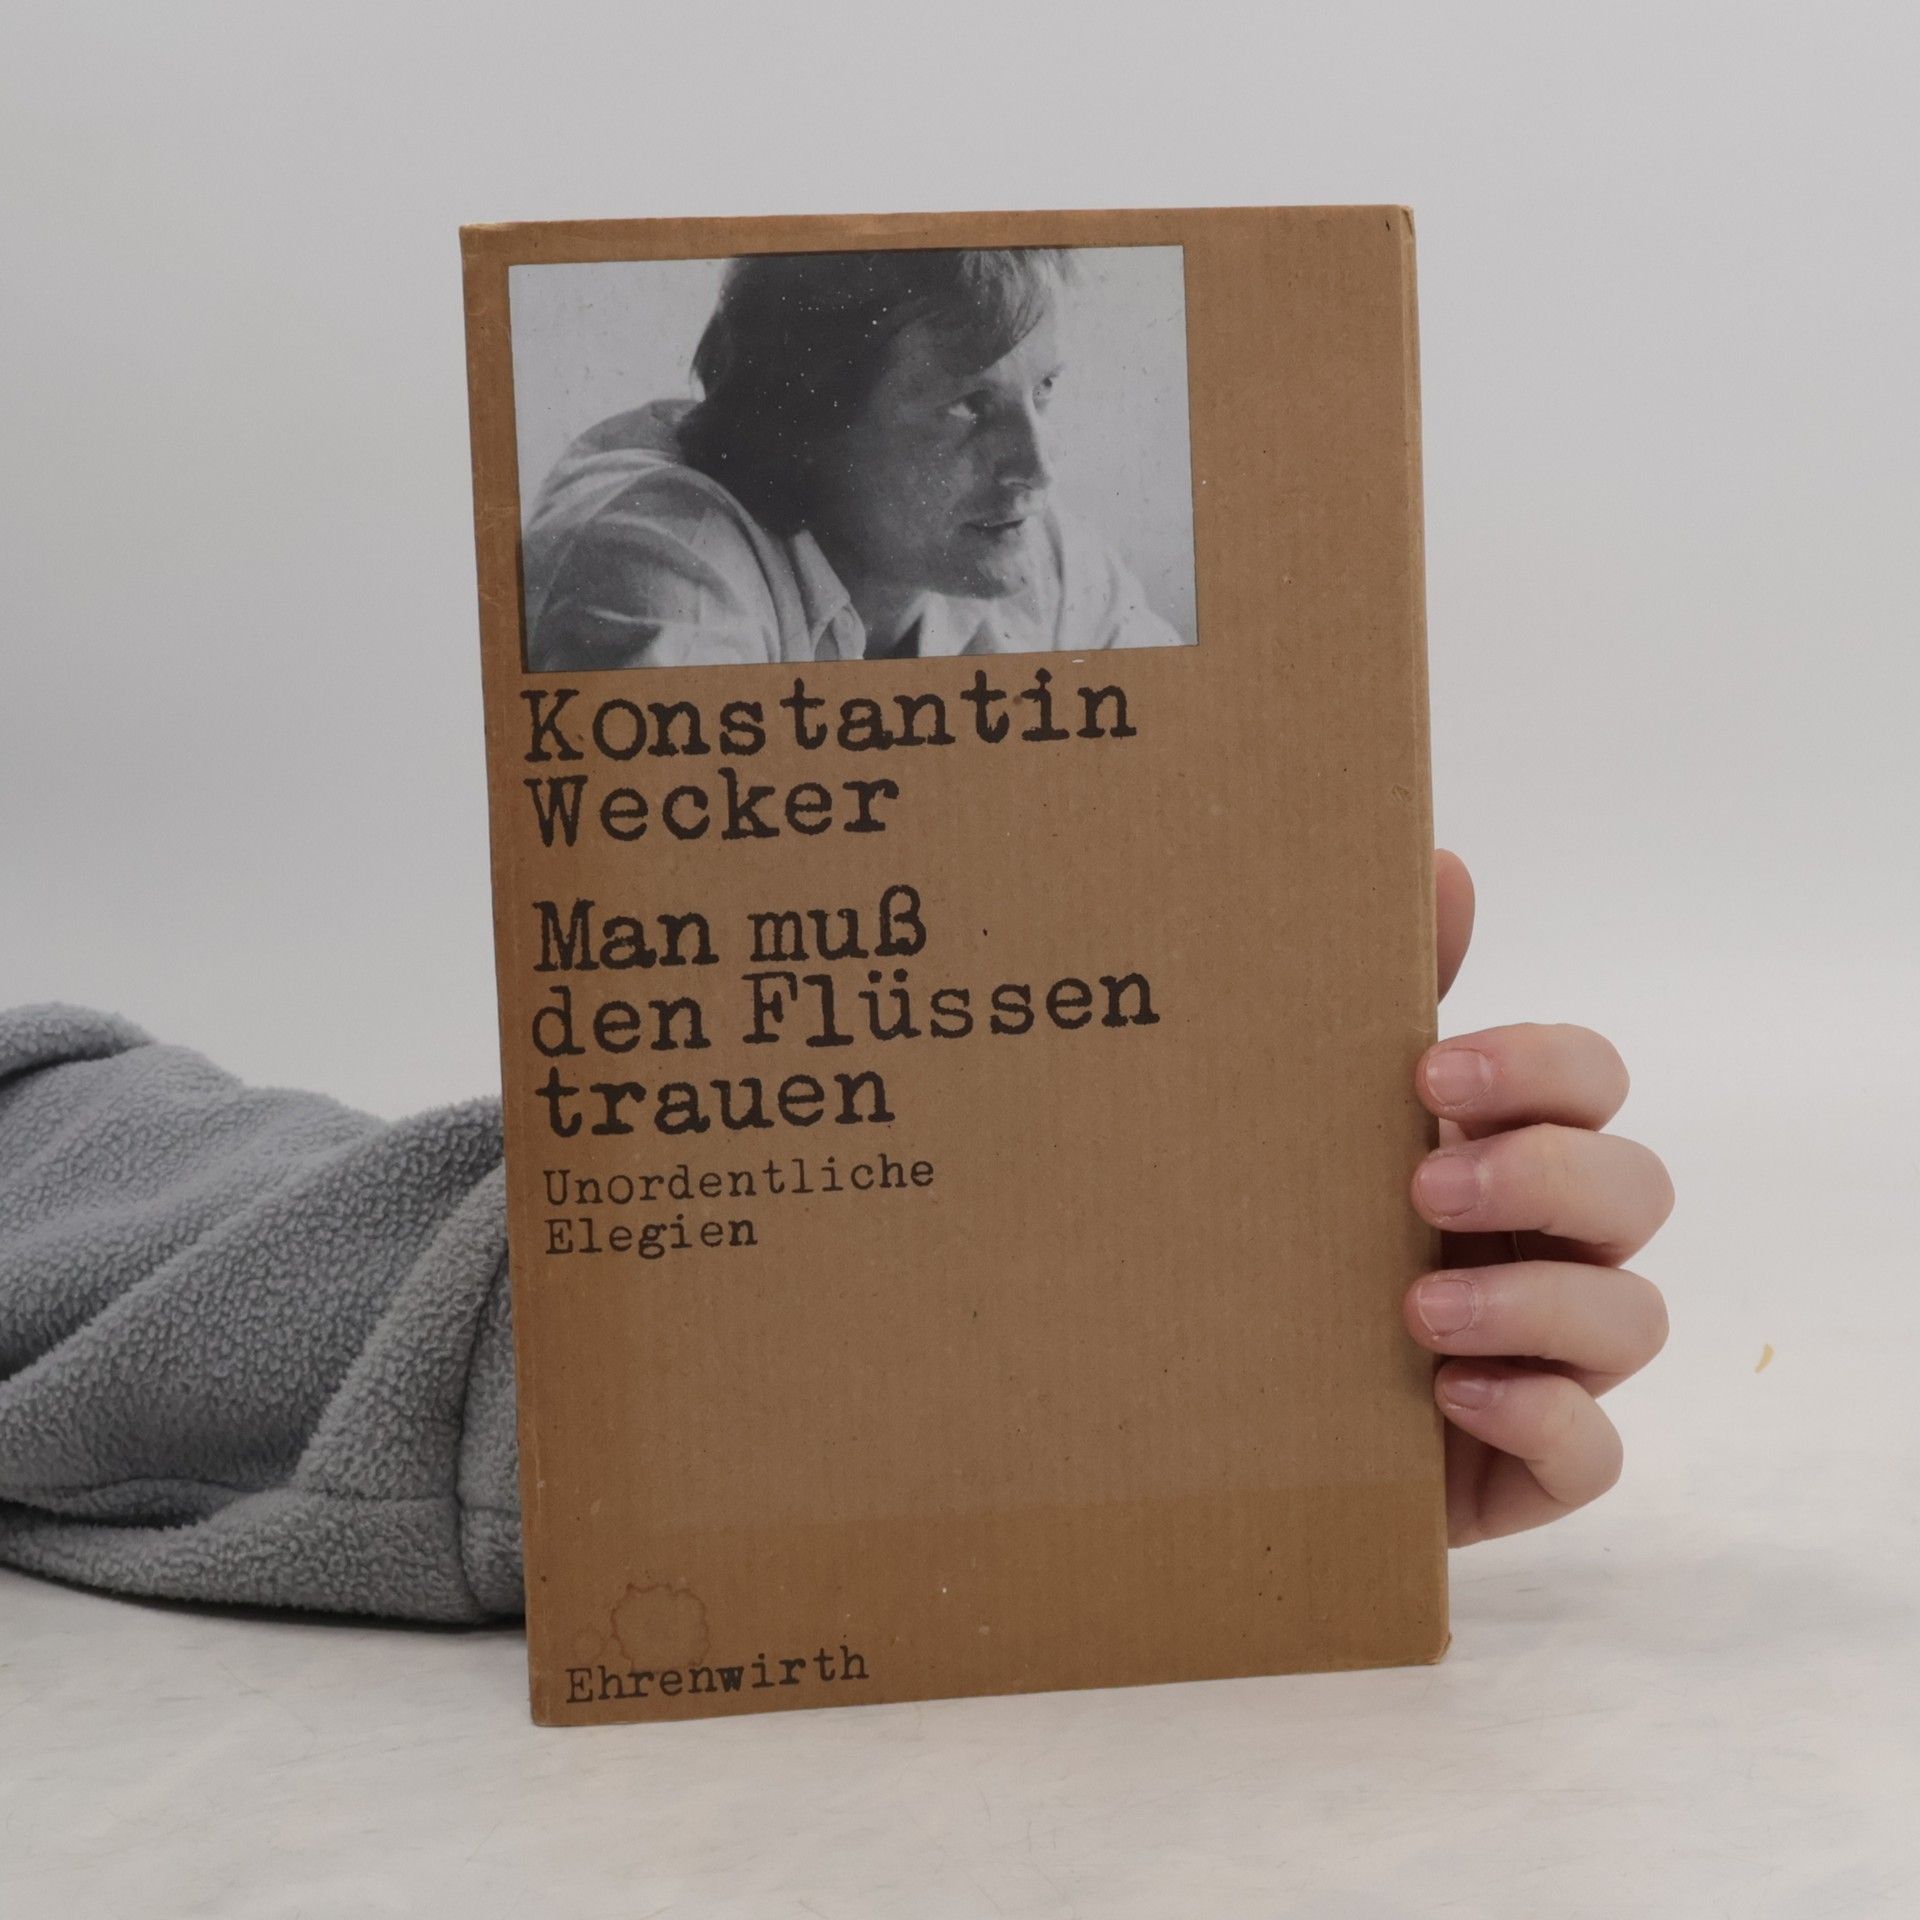 Konstantin
Wecker
Man muß
den Flüssen
trauen
Unordentliche
Elegien
Ehrenwirth